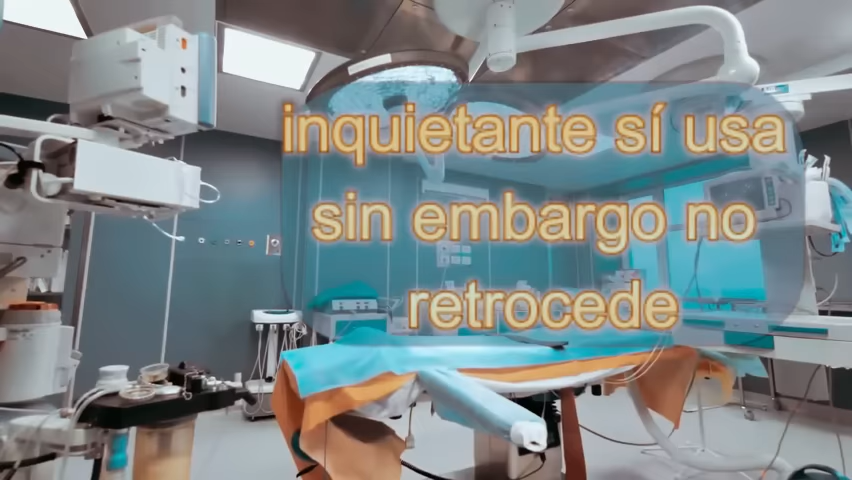 inquietante sí usa
sin embargo no
retrocede